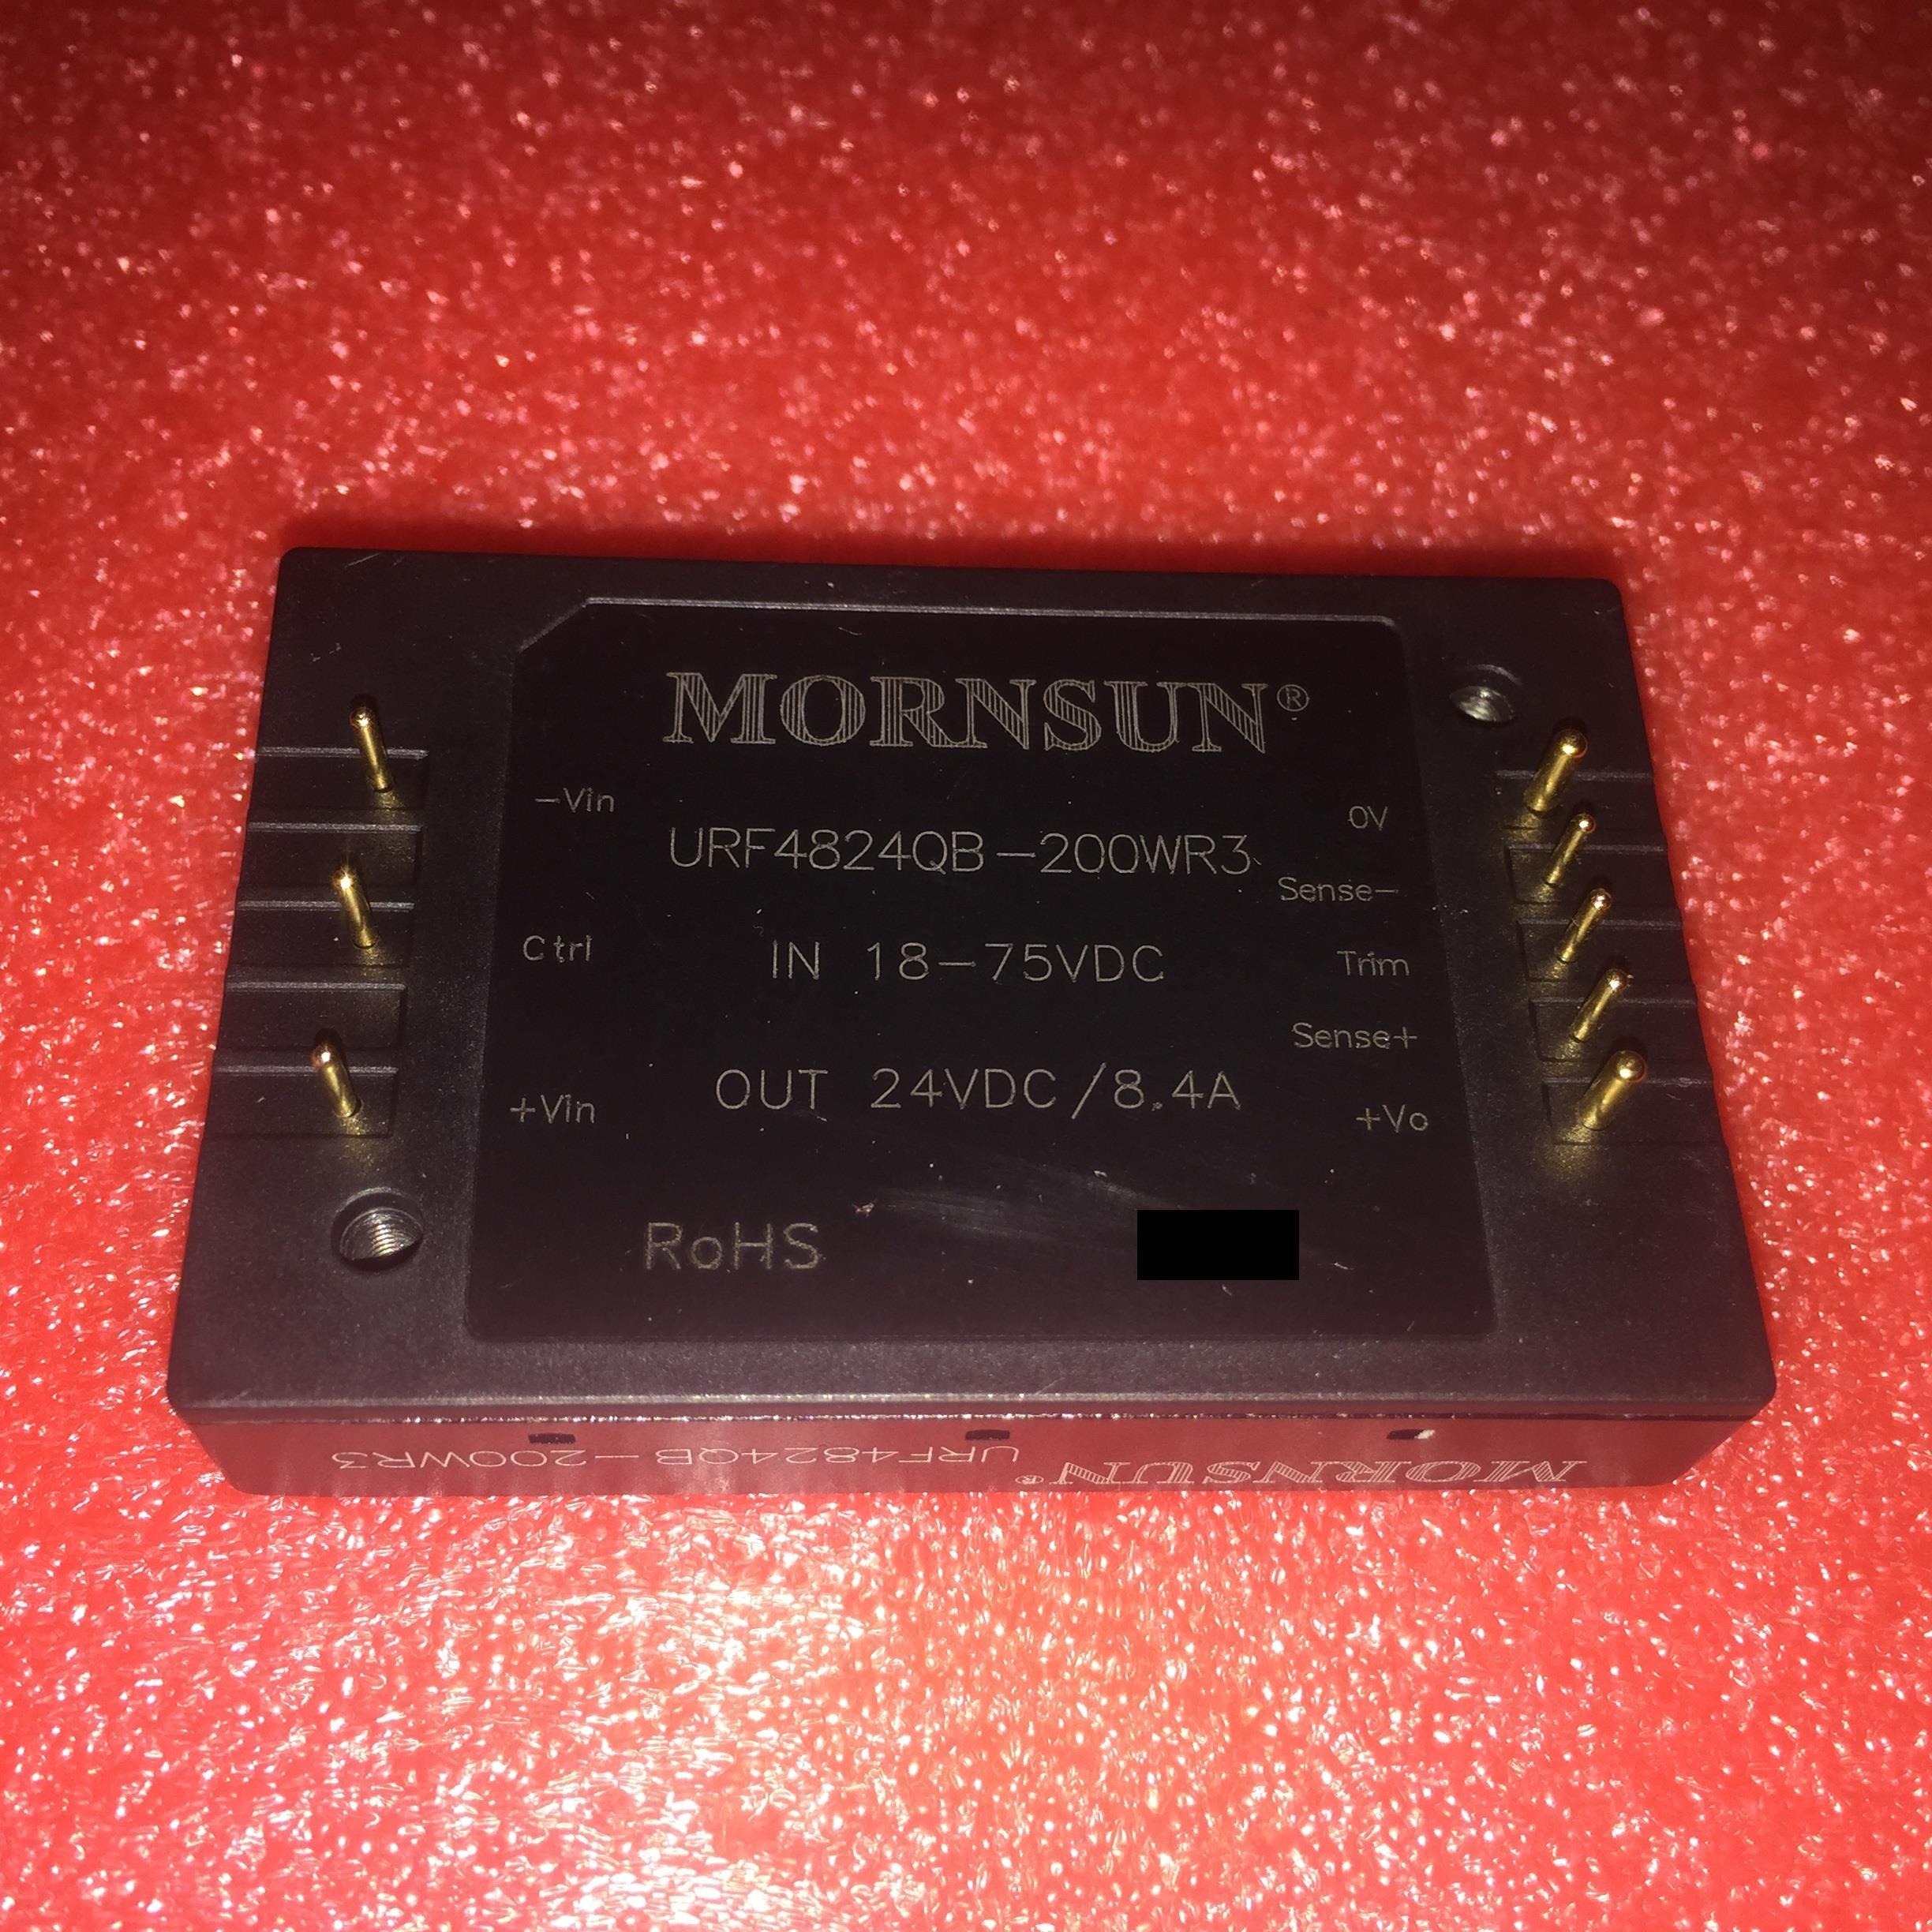 MORNSUN®
-Vin
0V
URF4824QB-200WR3
Sense-
Ctrl
IN 18-75VDC
Trim
Sense+
+Vin
OUT 24VDC/8.4A
+Vo
RoHS
MORNSUN® URF4824QB-200WR3